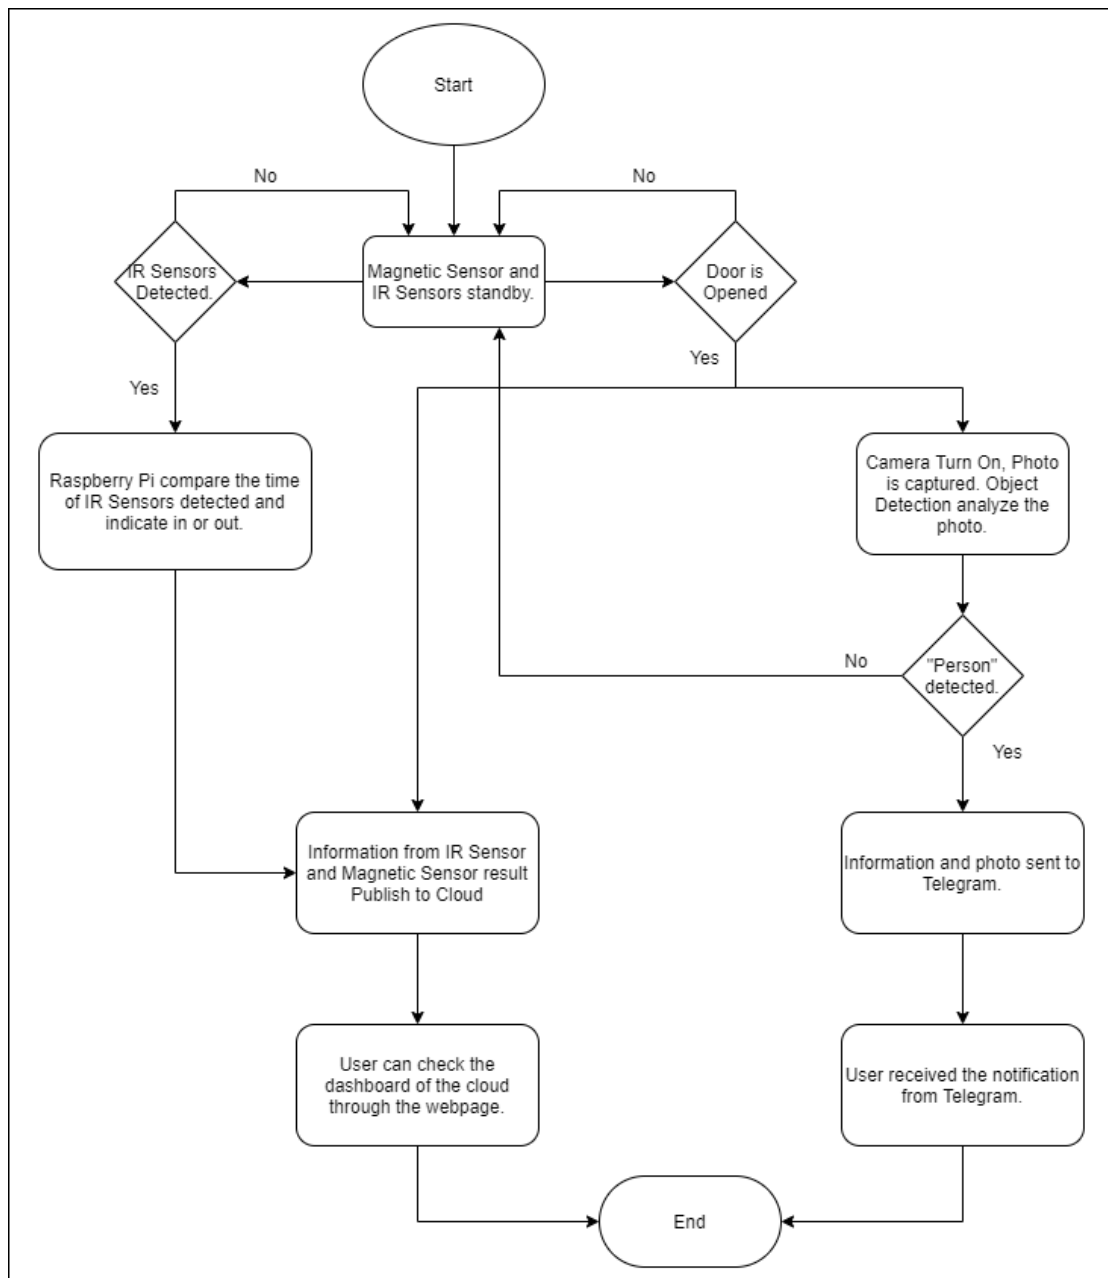 Start
No
No
IR Sensors
Detected.
Magnetic Sensor and
IR Sensors standby.
Door is
Opened
Yes
Yes
Raspberry Pi compare the time
of IR Sensors detected and
indicate in or out.
Camera Turn On, Photo
is captured. Object
Detection analyze the
photo.
No
"Person"
detected.
Yes
Information from IR Sensor
and Magnetic Sensor result
Publish to Cloud
Information and photo sent to
Telegram.
User can check the
dashboard of the cloud
through the webpage.
User received the notification
from Telegram.
End